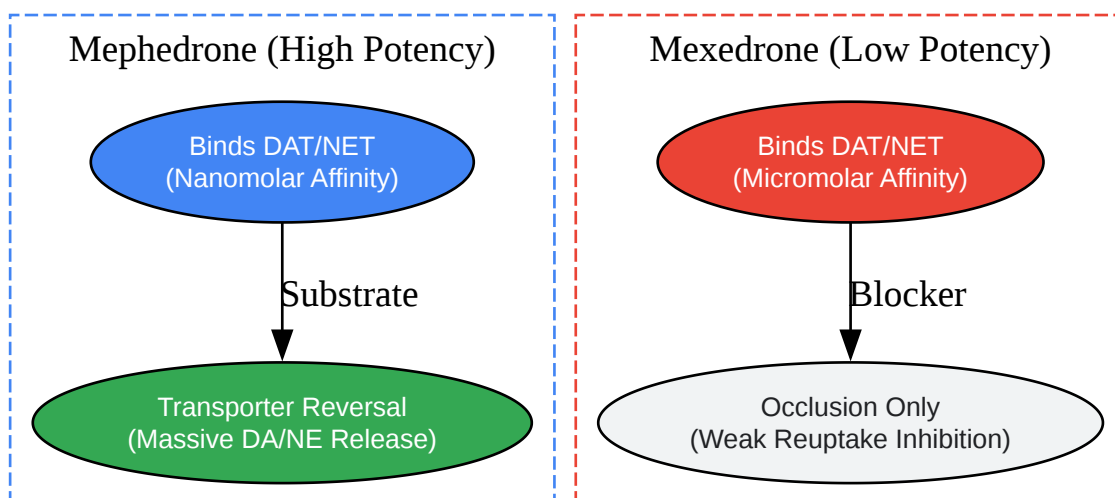 Mephedrone (High Potency)
Binds DAT/NET
(Nanomolar Affinity)
Substrate
Transporter Reversal
(Massive DA/NE Release)
Mexedrone (Low Potency)
Binds DAT/NET
(Micromolar Affinity)
Blocker
Occlusion Only
(Weak Reuptake Inhibition)